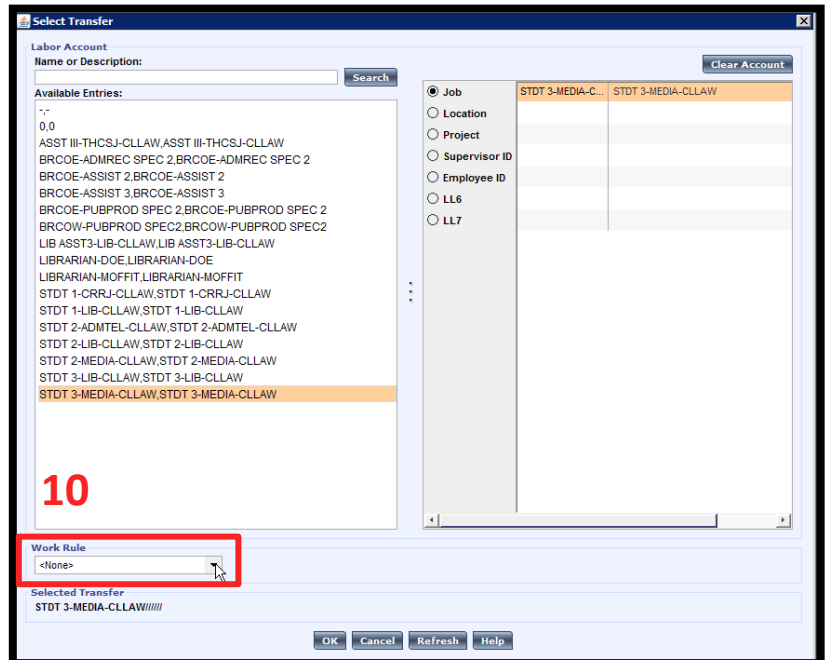 Select Transfer
Labor Account
Name or Description:
Search
Clear Account
Available Entries:
-,-
0,0
ASST III-THCSJ-CLLAW,ASST III-THCSJ-CLLAW
BRCOE-ADMREC SPEC 2,BRCOE-ADMREC SPEC 2
BRCOE-ASSIST 2,BRCOE-ASSIST 2
BRCOE-ASSIST 3,BRCOE-ASSIST 3
BRCOE-PUBPROD SPEC 2,BRCOE-PUBPROD SPEC 2
BRCOW-PUBPROD SPEC2,BRCOW-PUBPROD SPEC2
LIB ASST3-LIB-CLLAW,LIB ASST3-LIB-CLLAW
LIBRARIAN-DOE,LIBRARIAN-DOE
LIBRARIAN-MOFFIT,LIBRARIAN-MOFFIT
STDT 1-CRRJ-CLLAW,STDT 1-CRRJ-CLLAW
STDT 1-LIB-CLLAW,STDT 1-LIB-CLLAW
STDT 2-ADMTEL-CLLAW,STDT 2-ADMTEL-CLLAW
STDT 2-LIB-CLLAW,STDT 2-LIB-CLLAW
STDT 2-MEDIA-CLLAW,STDT 2-MEDIA-CLLAW
STDT 3-LIB-CLLAW,STDT 3-LIB-CLLAW
STDT 3-MEDIA-CLLAW,STDT 3-MEDIA-CLLAW
Job STDT 3-MEDIA-C... STDT 3-MEDIA-CLLAW
Location
Project
Supervisor ID
Employee ID
LL6
LL7
10
Work Rule
<None>
Selected Transfer
STDT 3-MEDIA-CLLAW//////
OK Cancel Refresh Help